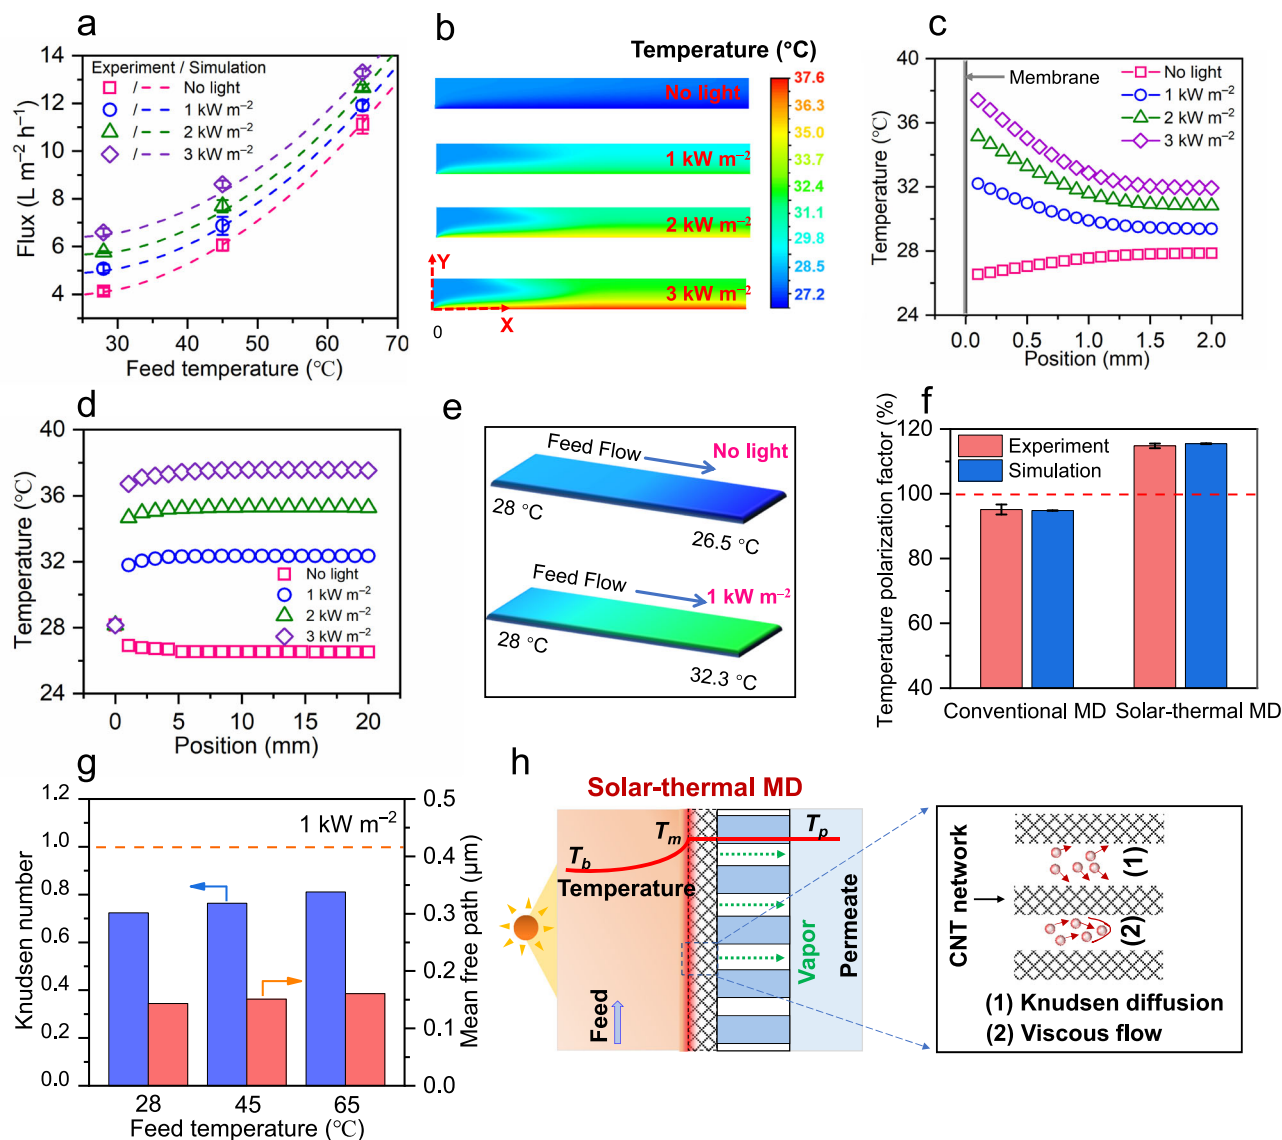 a
14
12
10
8
6
4
Flux (L m⁻² h⁻¹)
Experiment / Simulation
/ No light
/ 1 kW m⁻²
/ 2 kW m⁻²
/ 3 kW m⁻²
30 40 50 60 70
Feed temperature (℃)
b
Temperature (°C)
No light
1 kW m⁻²
2 kW m⁻²
3 kW m⁻²
Y
X
0
37.6
36.3
35.0
33.7
32.4
31.1
29.8
28.5
27.2
c
40
36
32
28
24
Temperature (℃)
Membrane
No light
1 kW m⁻²
2 kW m⁻²
3 kW m⁻²
0.0 0.5 1.0 1.5 2.0
Position (mm)
d
40
36
32
28
24
Temperature (℃)
No light
1 kW m⁻²
2 kW m⁻²
3 kW m⁻²
0 5 10 15 20
Position (mm)
e
Feed Flow
No light
28 °C
26.5 °C
Feed Flow
1 kW m⁻²
28 °C
32.3 °C
f
120
100
80
60
40
Temperature polarization factor (%)
Experiment
Simulation
Conventional MD Solar-thermal MD
g
1.2
1.0
0.8
0.6
0.4
0.2
0.0
Knudsen number
1 kW m⁻²
0.5
0.4
0.3
0.2
0.1
0.0
Mean free path (μm)
28 45 65
Feed temperature (℃)
h
Solar-thermal MD
Tb
Tm
Tp
Temperature
Feed
Vapor
Permeate
CNT network
(1)
(2)
(1) Knudsen diffusion
(2) Viscous flow